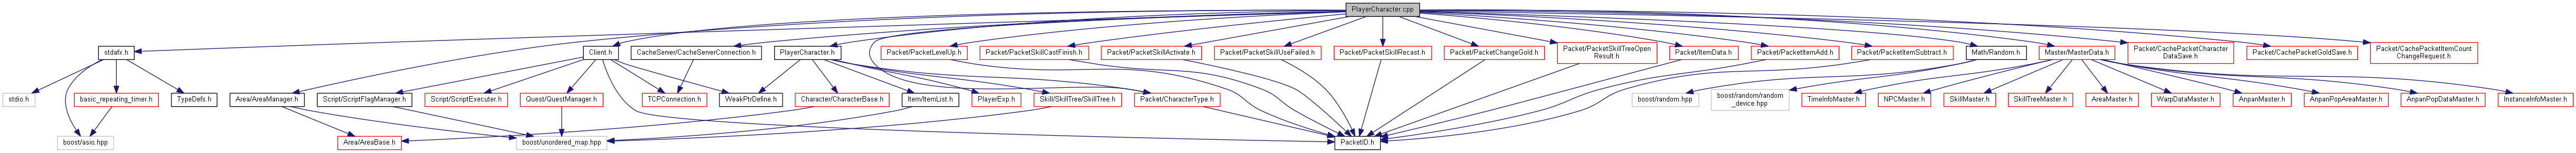 PlayerCharacter.cpp
stdafx.h
Client.h
CacheServer/CacheServerConnection.h
PlayerCharacter.h
Packet/PacketLevelUp.h
Packet/PacketSkillCastFinish.h
Packet/PacketSkillActivate.h
Packet/PacketSkillUseFailed.h
Packet/PacketSkillRecast.h
Packet/PacketChangeGold.h
Packet/PacketSkillTreeOpen
Result.h
Packet/ItemData.h
Packet/PacketItemAdd.h
Packet/PacketItemSubtract.h
Math/Random.h
Master/MasterData.h
Packet/CachePacketCharacter
DataSave.h
Packet/CachePacketGoldSave.h
Packet/CachePacketItemCount
ChangeRequest.h
stdio.h
basic_repeating_timer.h
TypeDefs.h
Area/AreaManager.h
Script/ScriptFlagManager.h
Script/ScriptExecuter.h
Quest/QuestManager.h
TCPConnection.h
WeakPtrDefine.h
Character/CharacterBase.h
Item/ItemList.h
PlayerExp.h
Skill/SkillTree/SkillTree.h
Packet/CharacterType.h
boost/random.hpp
boost/random/random
_device.hpp
TimeInfoMaster.h
NPCMaster.h
SkillMaster.h
SkillTreeMaster.h
AreaMaster.h
WarpDataMaster.h
AnpanMaster.h
AnpanPopAreaMaster.h
AnpanPopDataMaster.h
InstanceInfoMaster.h
boost/asio.hpp
Area/AreaBase.h
boost/unordered_map.hpp
PacketID.h